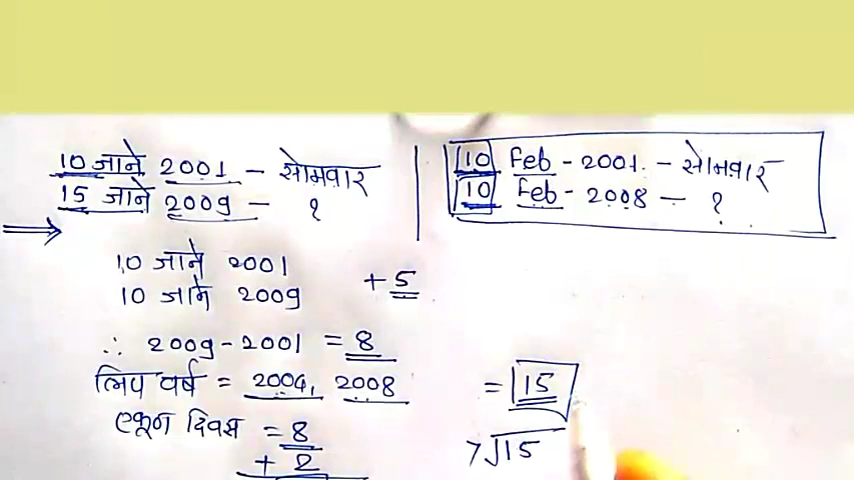 10 जाने 2001 - सोमवार
15 जाने 2009 - ?
10 Feb - 2001. - सोमवार
10 Feb - 2008 - ?
10 जाने 2001
10 जाने 2009
+ 5
∴ 2009 - 2001 = 8
लिप वर्ष = 2004, 2008
एकून दिवस = 8
+ 2
= 15
7√15